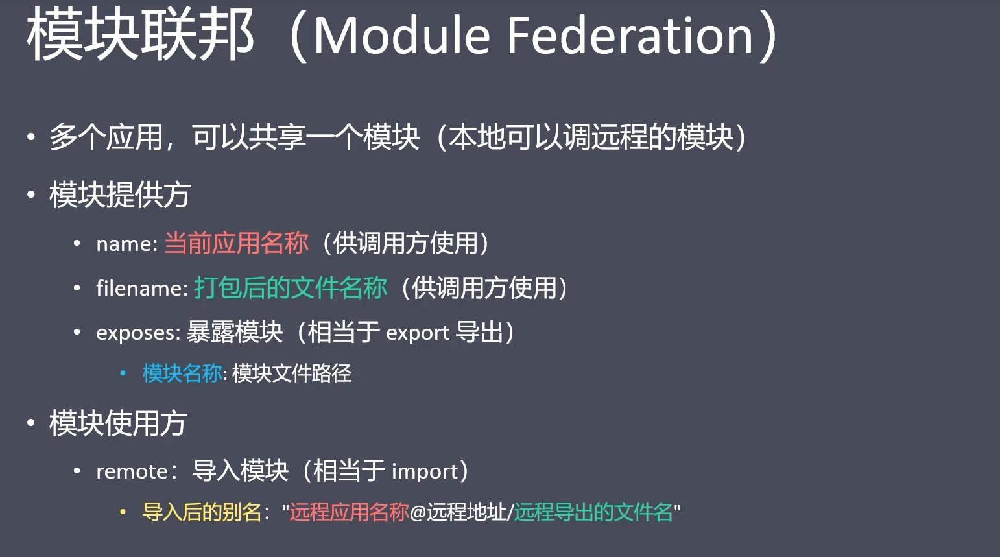 模块联邦（Module Federation）
• 多个应用，可以共享一个模块（本地可以调远程的模块）
• 模块提供方
• name: 当前应用名称（供调用方使用）
• filename: 打包后的文件名称（供调用方使用）
• exposes: 暴露模块（相当于 export 导出）
• 模块名称: 模块文件路径
• 模块使用方
• remote：导入模块（相当于 import）
• 导入后的别名："远程应用名称@远程地址/远程导出的文件名"